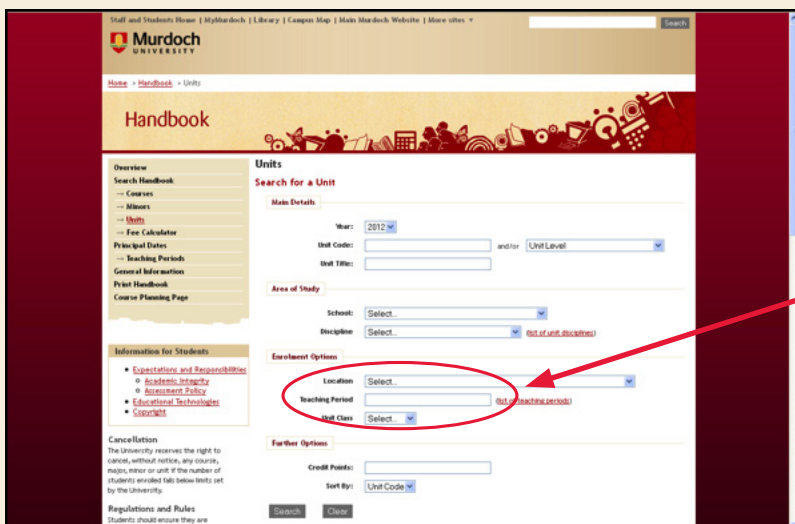 Staff and Students Home | MyMurdoch | Library | Campus Map | Main Murdoch Website | More sites
Search
Murdoch
UNIVERSITY
Home » Handbook » Units
Handbook
Overview
Search Handbook
→ Courses
→ Minors
→ Units
→ Fee Calculator
Principal Dates
→ Teaching Periods
General Information
Print Handbook
Course Planning Page
Information for Students
• Expectations and Responsibilities
o Academic Integrity
o Assessment Policy
• Educational Technologies
• Copyright
Cancellation
The University reserves the right to
cancel, without notice, any course,
major, minor or unit if the number of
students enrolled falls below limits set
by the University.
Regulations and Rules
Students should ensure they are
Units
Search for a Unit
Main Details
Year: 2012
Unit Code: and/or Unit Level
Unit Title:
Area of Study
School: Select...
Discipline Select... (list of unit disciplines)
Enrolment Options
Location Select...
Teaching Period (list of teaching periods)
Unit Class Select...
Further Options
Credit Points:
Sort By: Unit Code
Search Clear